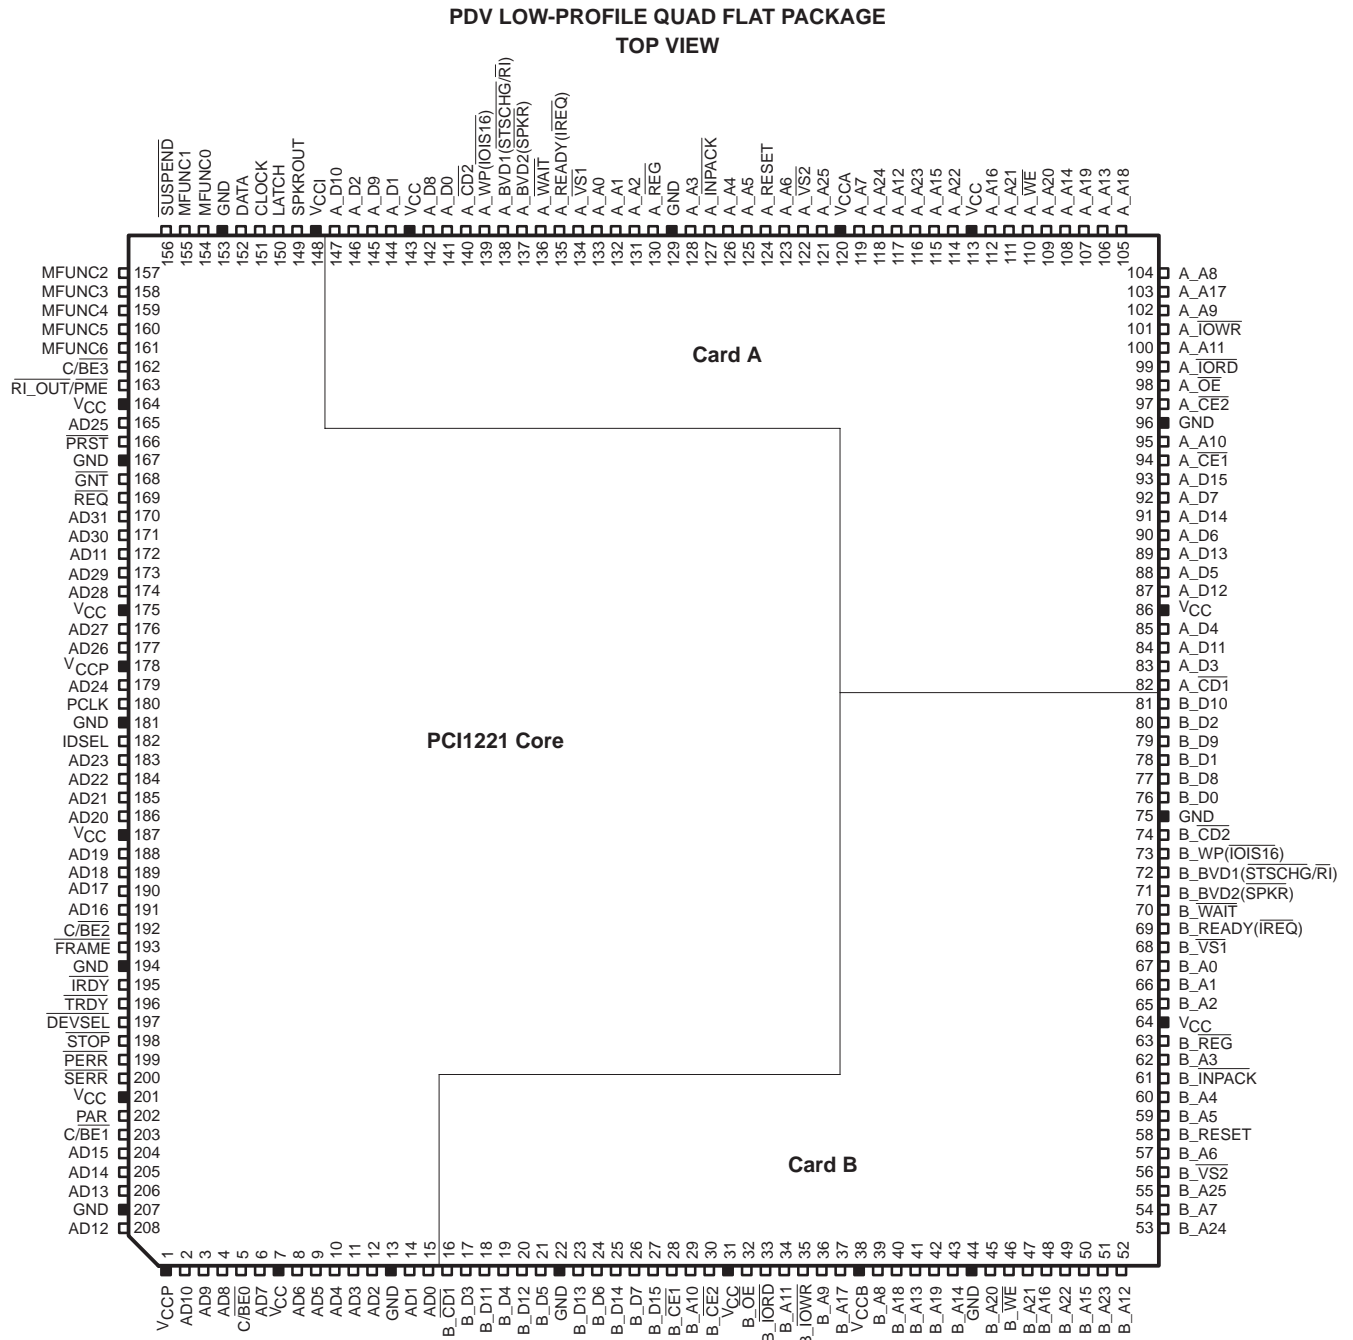 PDV LOW-PROFILE QUAD FLAT PACKAGE
TOP VIEW
SUSPEND 156
MFUNC1 155
MFUNC0 154
GND 153
DATA 152
CLOCK 151
LATCH 150
SPKROUT 149
VCCI 148
A_D10 147
A_D2 146
A_D9 145
A_D1 144
VCC 143
A_D8 142
A_D0 141
A_CD2 140
A_WP(IOIS16) 139
A_BVD1(STSCHG/RI) 138
A_BVD2(SPKR) 137
A_WAIT 136
A_READY(IREQ) 135
A_VS1 134
A_A0 133
A_A1 132
A_A2 131
A_REG 130
GND 129
A_A3 128
A_INPACK 127
A_A4 126
A_A5 125
A_RESET 124
A_A6 123
A_VS2 122
A_A25 121
VCCA 120
A_A7 119
A_A24 118
A_A12 117
A_A23 116
A_A15 115
A_A22 114
VCC 113
A_A16 112
A_A21 111
A_WE 110
A_A20 109
A_A14 108
A_A19 107
A_A13 106
A_A18 105
MFUNC2 157
MFUNC3 158
MFUNC4 159
MFUNC5 160
MFUNC6 161
C/BE3 162
RI_OUT/PME 163
VCC 164
AD25 165
PRST 166
GND 167
GNT 168
REQ 169
AD31 170
AD30 171
AD11 172
AD29 173
AD28 174
VCC 175
AD27 176
AD26 177
VCCP 178
AD24 179
PCLK 180
GND 181
IDSEL 182
AD23 183
AD22 184
AD21 185
AD20 186
VCC 187
AD19 188
AD18 189
AD17 190
AD16 191
C/BE2 192
FRAME 193
GND 194
IRDY 195
TRDY 196
DEVSEL 197
STOP 198
PERR 199
SERR 200
VCC 201
PAR 202
C/BE1 203
AD15 204
AD14 205
AD13 206
GND 207
AD12 208
Card A
PCI1221 Core
Card B
104 A_A8
103 A_A17
102 A_A9
101 A_IOWR
100 A_A11
99 A_IORD
98 A_OE
97 A_CE2
96 GND
95 A_A10
94 A_CE1
93 A_D15
92 A_D7
91 A_D14
90 A_D6
89 A_D13
88 A_D5
87 A_D12
86 VCC
85 A_D4
84 A_D11
83 A_D3
82 A_CD1
81 B_D10
80 B_D2
79 B_D9
78 B_D1
77 B_D8
76 B_D0
75 GND
74 B_CD2
73 B_WP(IOIS16)
72 B_BVD1(STSCHG/RI)
71 B_BVD2(SPKR)
70 B_WAIT
69 B_READY(IREQ)
68 B_VS1
67 B_A0
66 B_A1
65 B_A2
64 VCC
63 B_REG
62 B_A3
61 B_INPACK
60 B_A4
59 B_A5
58 B_RESET
57 B_A6
56 B_VS2
55 B_A25
54 B_A7
53 B_A24
1 VCCP
2 AD10
3 AD9
4 AD8
5 C/BE0
6 AD7
7 VCC
8 AD6
9 AD5
10 AD4
11 AD3
12 AD2
13 GND
14 AD1
15 AD0
16 B_CD1
17 B_D3
18 B_D11
19 B_D4
20 B_D12
21 B_D5
22 GND
23 B_D13
24 B_D6
25 B_D14
26 B_D7
27 B_D15
28 B_CE1
29 B_A10
30 B_CE2
31 VCC
32 B_OE
33 B_IORD
34 B_A11
35 B_IOWR
36 B_A9
37 B_A17
38 VCCB
39 B_A8
40 B_A18
41 B_A13
42 B_A19
43 B_A14
44 GND
45 B_A20
46 B_WE
47 B_A21
48 B_A16
49 B_A22
50 B_A15
51 B_A23
52 B_A12